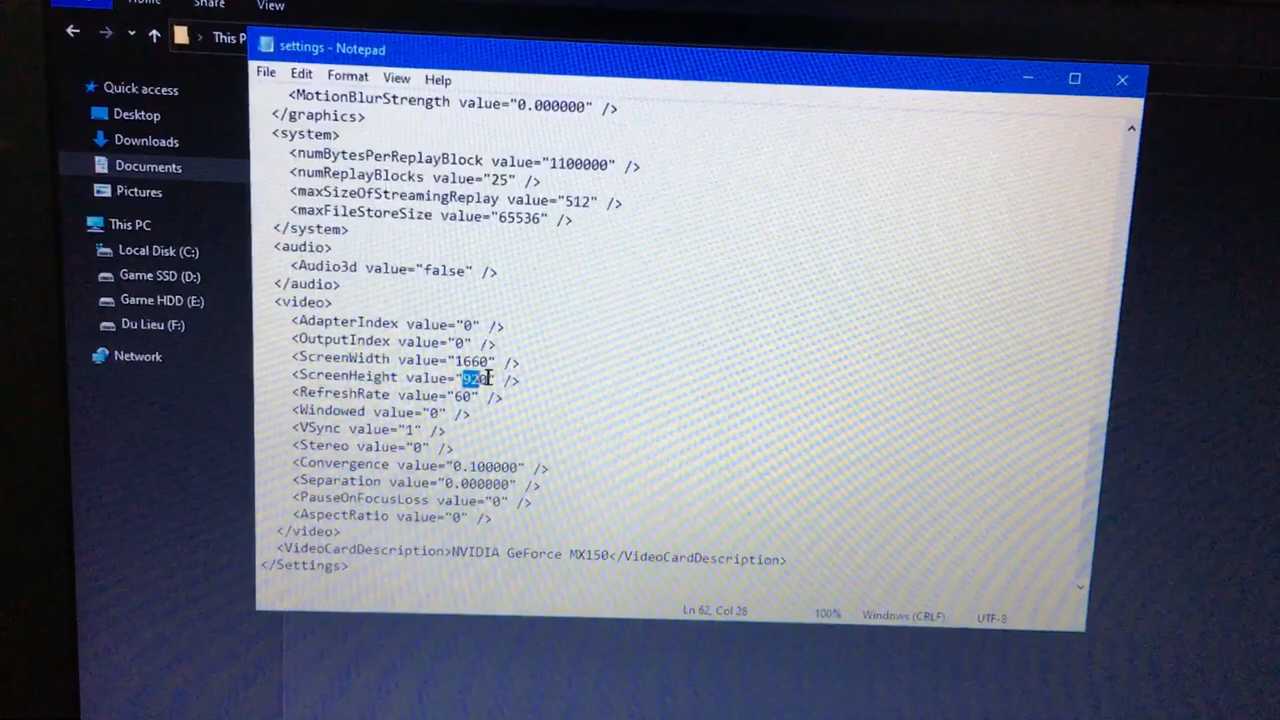 Home Share View
This P
settings - Notepad
File Edit Format View Help
<MotionBlurStrength value="0.000000" />
</graphics>
<system>
<numBytesPerReplayBlock value="1100000" />
<numReplayBlocks value="25" />
<maxSizeOfStreamingReplay value="512" />
<maxFileStoreSize value="65536" />
</system>
<audio>
<Audio3d value="false" />
</audio>
<video>
<AdapterIndex value="0" />
<OutputIndex value="0" />
<ScreenWidth value="1660" />
<ScreenHeight value="920" />
<RefreshRate value="60" />
<Windowed value="0" />
<VSync value="1" />
<Stereo value="0" />
<Convergence value="0.100000" />
<Separation value="0.000000" />
<PauseOnFocusLoss value="0" />
<AspectRatio value="0" />
</video>
<VideoCardDescription>NVIDIA GeForce MX150</VideoCardDescription>
</Settings>
Ln 62, Col 28 100% Windows (CRLF) UTF-8
Quick access
Desktop
Downloads
Documents
Pictures
This PC
Local Disk (C:)
Game SSD (D:)
Game HDD (E:)
Du Lieu (F:)
Network